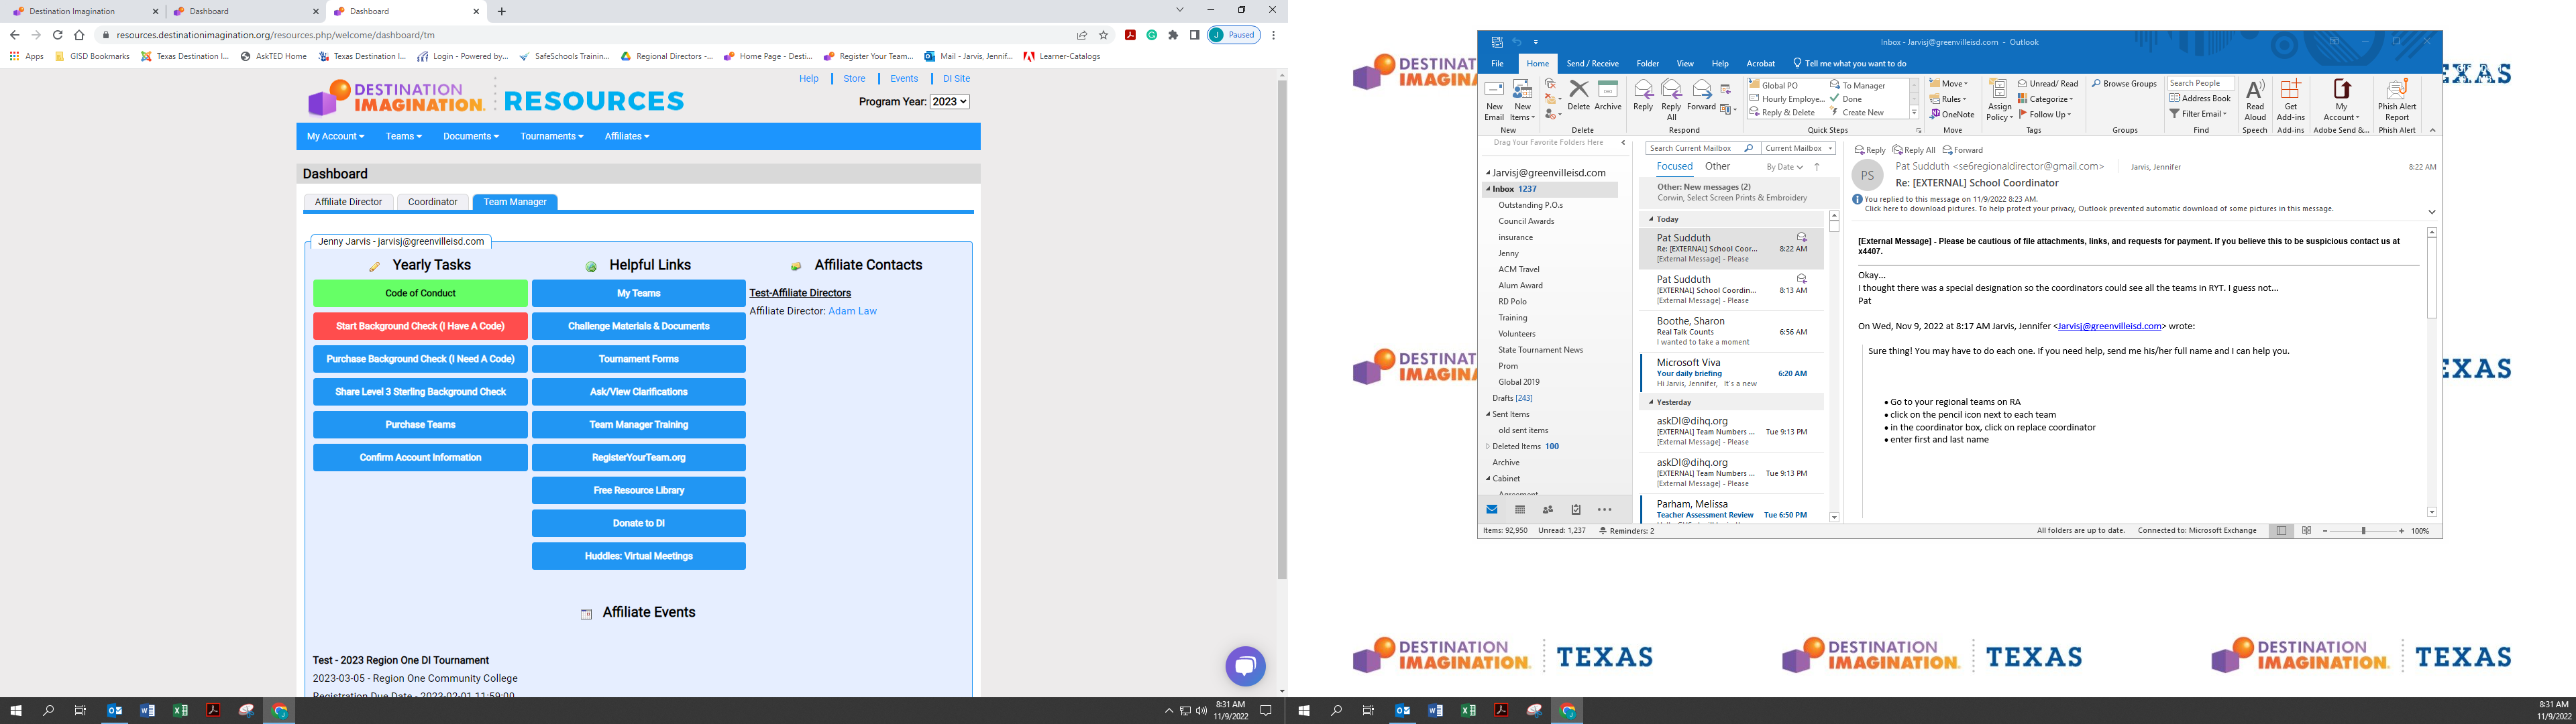 Destination Imagination
Dashboard
Dashboard
resources.destinationimagination.org/resources.php/welcome/dashboard/tm
Paused
Apps
GISD Bookmarks
Texas Destination I...
AskTED Home
Texas Destination I...
Login - Powered by...
SafeSchools Trainin...
Regional Directors -...
Home Page - Desti...
Register Your Team...
Mail - Jarvis, Jennif...
Learner-Catalogs
Help
Store
Events
DI Site
DESTINATION
IMAGINATION.
RESOURCES
Program Year: 2023
My Account
Teams
Documents
Tournaments
Affiliates
Dashboard
Affiliate Director
Coordinator
Team Manager
Jenny Jarvis - jarvisj@greenvilleisd.com
Yearly Tasks
Code of Conduct
Start Background Check (I Have A Code)
Purchase Background Check (I Need A Code)
Share Level 3 Sterling Background Check
Purchase Teams
Confirm Account Information
Helpful Links
My Teams
Challenge Materials & Documents
Tournament Forms
Ask/View Clarifications
Team Manager Training
RegisterYourTeam.org
Free Resource Library
Donate to DI
Huddles: Virtual Meetings
Affiliate Contacts
Test-Affiliate Directors
Affiliate Director: Adam Law
Affiliate Events
Test - 2023 Region One DI Tournament
2023-03-05 - Region One Community College
Registration Due Date - 2023-02-01 11:59:00
8:31 AM
11/9/2022
Inbox - Jarvisj@greenvilleisd.com - Outlook
File
Home
Send / Receive
Folder
View
Help
Acrobat
Tell me what you want to do
New Email
New Items
New
Delete
Archive
Delete
Reply
Reply All
Forward
Respond
Global PO
Hourly Employe...
Reply & Delete
To Manager
Done
Create New
Quick Steps
Move
Rules
OneNote
Move
Assign Policy
Unread/ Read
Categorize
Follow Up
Tags
Browse Groups
Groups
Search People
Address Book
Filter Email
Find
Read Aloud
Speech
Get Add-ins
Add-ins
My Account
Adobe Send &...
Phish Alert Report
Phish Alert
Drag Your Favorite Folders Here
Jarvisj@greenvilleisd.com
Inbox 1237
Outstanding P.O.s
Council Awards
insurance
Jenny
ACM Travel
Alum Award
RD Polo
Training
Volunteers
State Tournament News
Prom
Global 2019
Drafts [243]
Sent Items
old sent items
Deleted Items 100
Archive
Cabinet
Agreement
Search Current Mailbox
Current Mailbox
Focused
Other
By Date
Other: New messages (2)
Corwin, Select Screen Prints & Embroidery
Today
Pat Sudduth
Re: [EXTERNAL] School Coor... 8:22 AM
[External Message] - Please
Pat Sudduth
[EXTERNAL] School Coordin... 8:13 AM
[External Message] - Please
Boothe, Sharon
Real Talk Counts 6:56 AM
I wanted to take a moment
Microsoft Viva
Your daily briefing 6:20 AM
Hi Jarvis, Jennifer, It's a new
Yesterday
askDI@dihq.org
[EXTERNAL] Team Numbers ... Tue 9:13 PM
[External Message] - Please
askDI@dihq.org
[EXTERNAL] Team Numbers ... Tue 9:13 PM
[External Message] - Please
Parham, Melissa
Teacher Assessment Review Tue 6:50 PM
Reply
Reply All
Forward
PS
Pat Sudduth <se6regionaldirector@gmail.com>
Jarvis, Jennifer
8:22 AM
Re: [EXTERNAL] School Coordinator
You replied to this message on 11/9/2022 8:23 AM.
Click here to download pictures. To help protect your privacy, Outlook prevented automatic download of some pictures in this message.
[External Message] - Please be cautious of file attachments, links, and requests for payment. If you believe this to be suspicious contact us at
x4407.
Okay...
I thought there was a special designation so the coordinators could see all the teams in RYT. I guess not...
Pat
On Wed, Nov 9, 2022 at 8:17 AM Jarvis, Jennifer <Jarvisj@greenvilleisd.com> wrote:
Sure thing! You may have to do each one. If you need help, send me his/her full name and I can help you.
• Go to your regional teams on RA
• click on the pencil icon next to each team
• in the coordinator box, click on replace coordinator
• enter first and last name
Items: 92,950
Unread: 1,237
Reminders: 2
All folders are up to date.
Connected to: Microsoft Exchange
100%
DESTINATION
IMAGINATION.
TEXAS
DESTINATION
IMAGINATION.
TEXAS
DESTINATION
IMAGINATION.
TEXAS
8:31 AM
11/9/2022